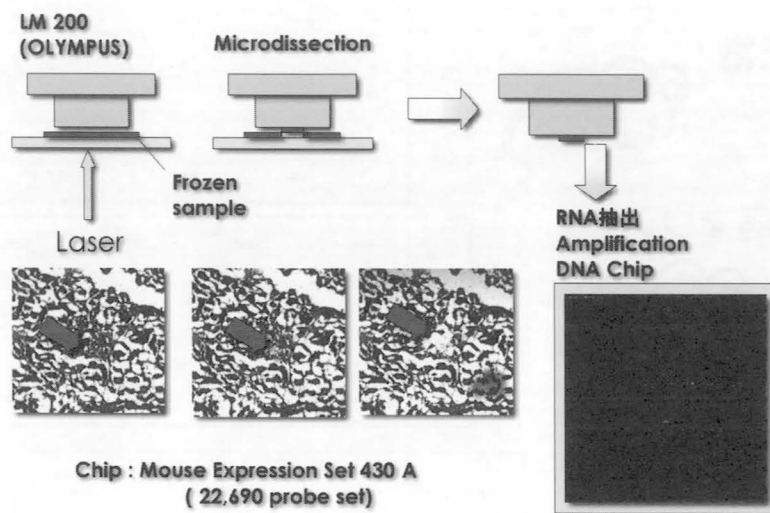 LM 200
(OLYMPUS)
Microdissection
Frozen
sample
Laser
RNA抽出
Amplification
DNA Chip
Chip : Mouse Expression Set 430 A
( 22,690 probe set)